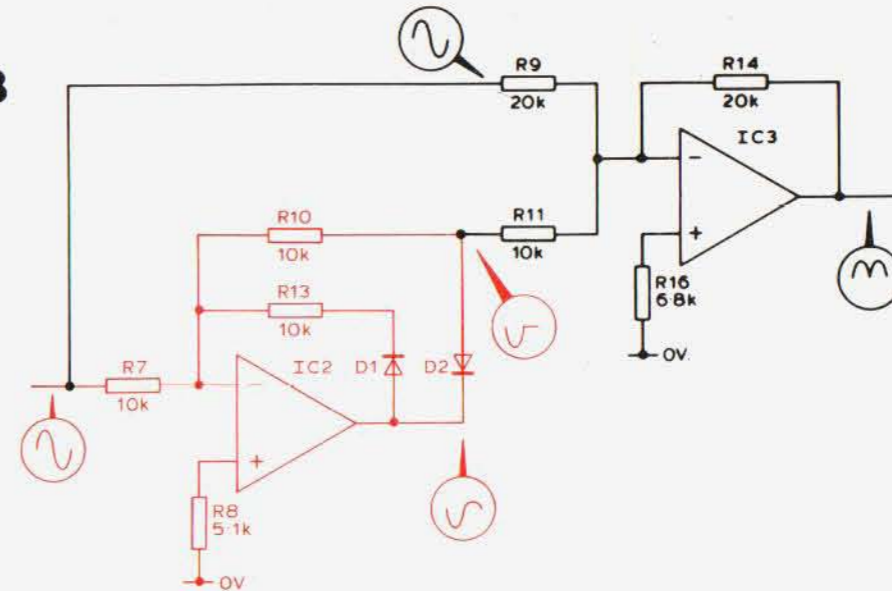 R9
20k
R14
20k
IC3
-
+
R11
10k
R10
10k
R13
10k
R16
6·8k
0V.
R7
10k
IC2
D1
D2
-
+
R8
5·1k
0V